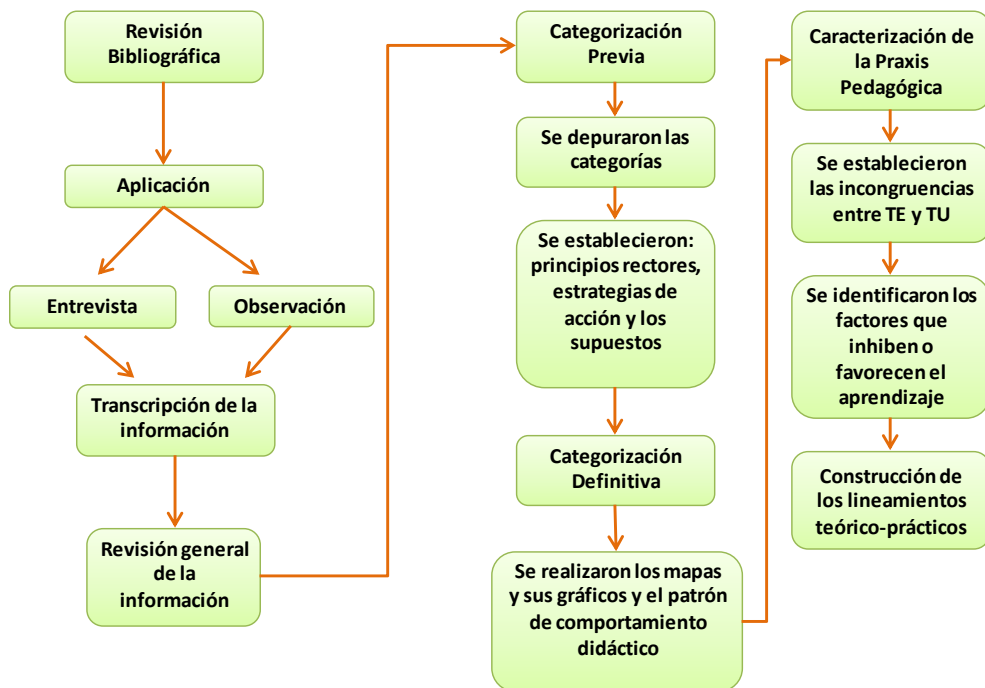 Revisión
Bibliográfica
Aplicación
Entrevista
Observación
Transcripción de la
información
Revisión general
de la
información
Categorización
Previa
Se depuraron las
categorías
Se establecieron:
principios rectores,
estrategias de
acción y los
supuestos
Categorización
Definitiva
Se realizaron los mapas
y sus gráficos y el patrón
de comportamiento
didáctico
Caracterización de
la Praxis
Pedagógica
Se establecieron
las incongruencias
entre TE y TU
Se identificaron los
factores que
inhiben o
favorecen el
aprendizaje
Construcción de
los lineamientos
teórico-prácticos